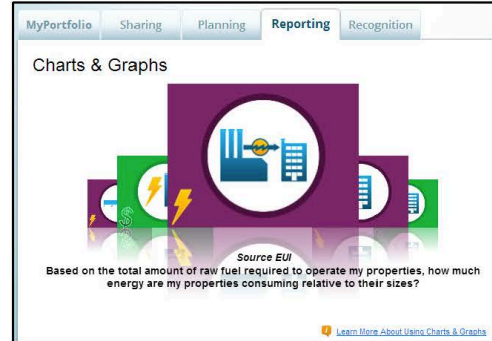 MyPortfolio Sharing Planning Reporting Recognition
Charts & Graphs
Source EUI
Based on the total amount of raw fuel required to operate my properties, how much
energy are my properties consuming relative to their sizes?
Learn More About Using Charts & Graphs